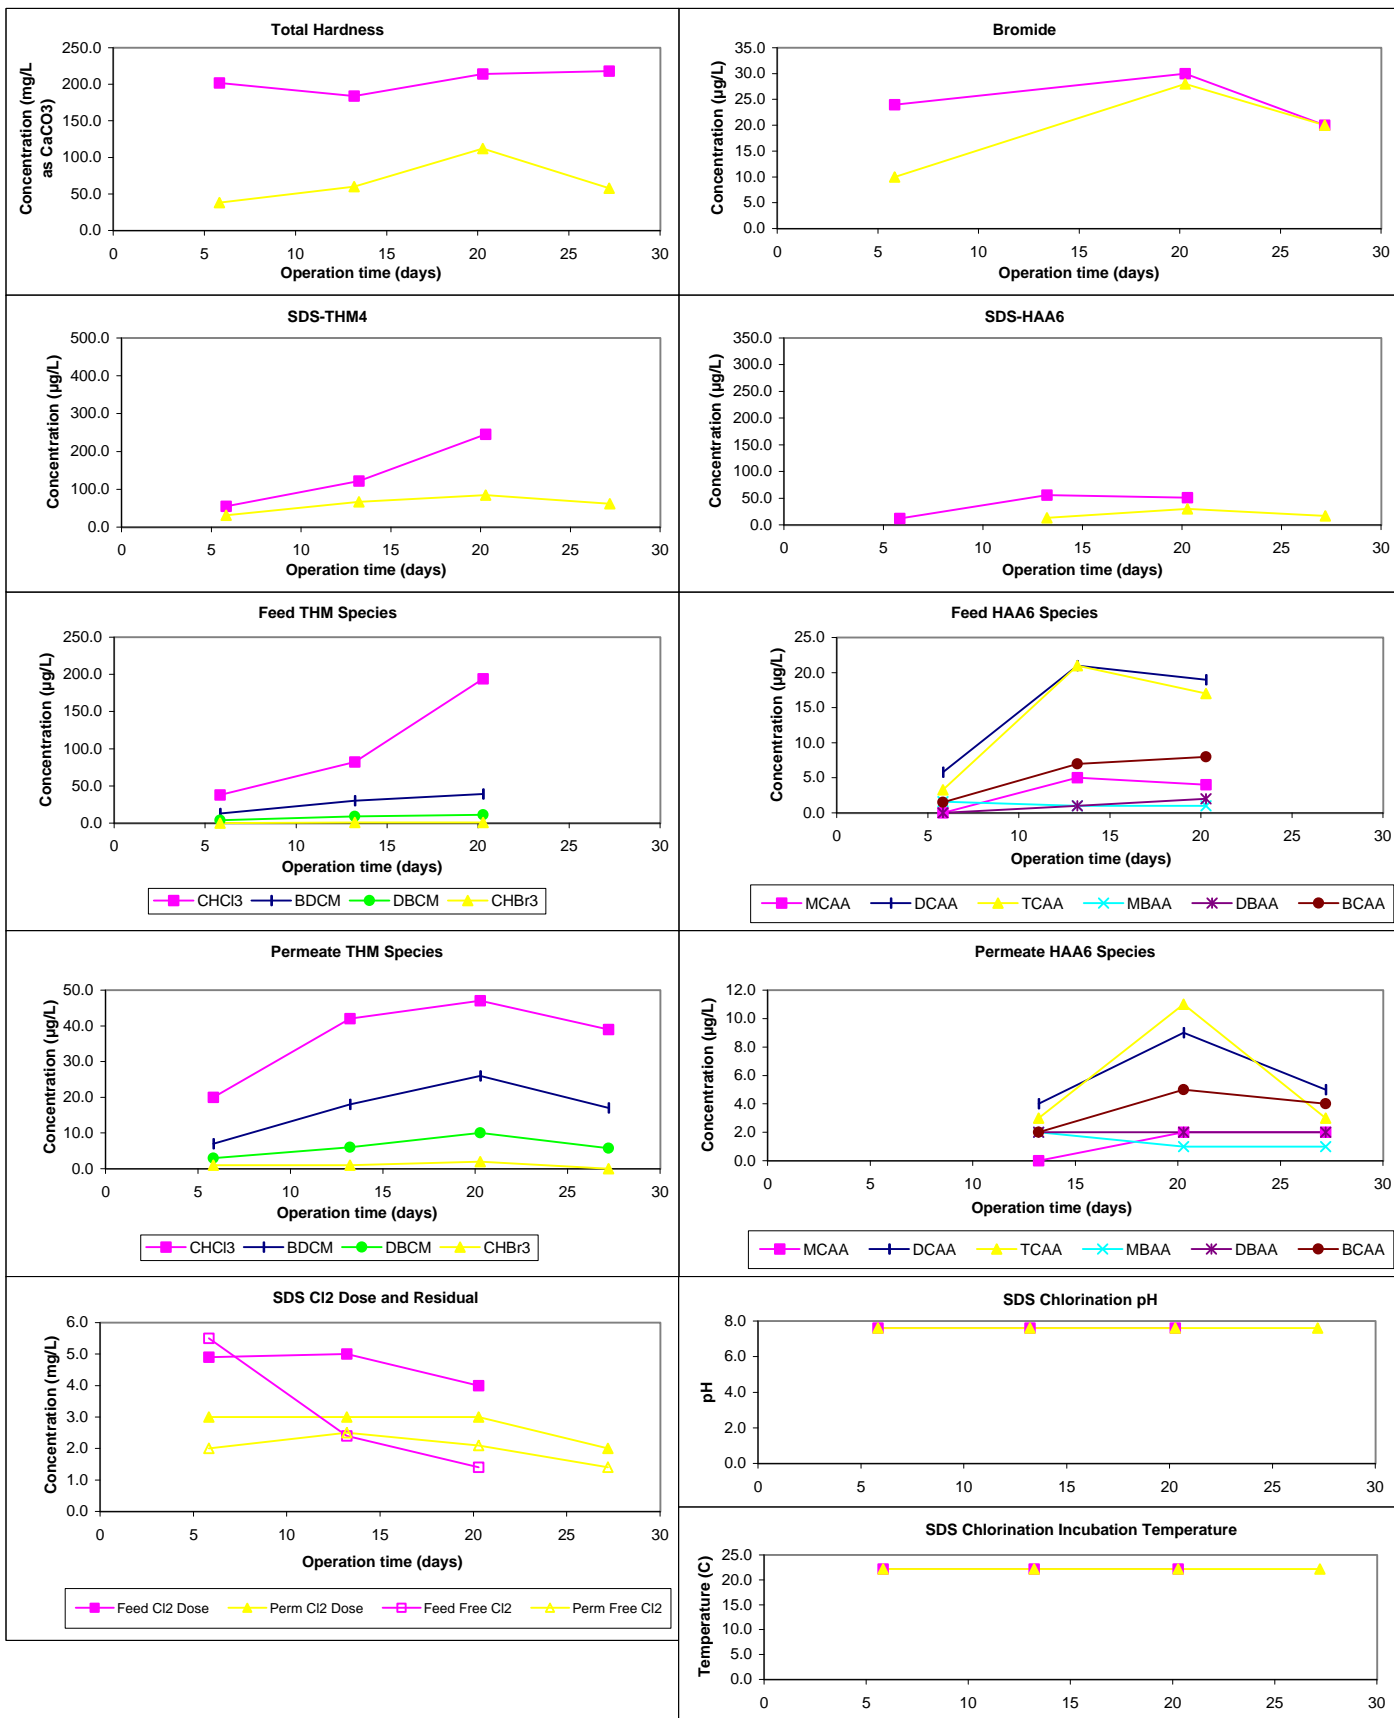 Total Hardness
Concentration (mg/L
as CaCO3)
250.0
200.0
150.0
100.0
50.0
0.0
0 5 10 15 20 25 30
Operation time (days)
Bromide
Concentration (µg/L)
35.0
30.0
25.0
20.0
15.0
10.0
5.0
0.0
0 5 10 15 20 25 30
Operation time (days)
SDS-THM4
Concentration (µg/L)
500.0
400.0
300.0
200.0
100.0
0.0
0 5 10 15 20 25 30
Operation time (days)
SDS-HAA6
Concentration (µg/L)
350.0
300.0
250.0
200.0
150.0
100.0
50.0
0.0
0 5 10 15 20 25 30
Operation time (days)
Feed THM Species
Concentration (µg/L)
250.0
200.0
150.0
100.0
50.0
0.0
0 5 10 15 20 25 30
Operation time (days)
CHCl3 BDCM DBCM CHBr3
Feed HAA6 Species
Concentration (µg/L)
25.0
20.0
15.0
10.0
5.0
0.0
0 5 10 15 20 25 30
Operation time (days)
MCAA DCAA TCAA MBAA DBAA BCAA
Permeate THM Species
Concentration (µg/L)
50.0
40.0
30.0
20.0
10.0
0.0
0 5 10 15 20 25 30
Operation time (days)
CHCl3 BDCM DBCM CHBr3
Permeate HAA6 Species
Concentration (µg/L)
12.0
10.0
8.0
6.0
4.0
2.0
0.0
0 5 10 15 20 25 30
Operation time (days)
MCAA DCAA TCAA MBAA DBAA BCAA
SDS Cl2 Dose and Residual
Concentration (mg/L)
6.0
5.0
4.0
3.0
2.0
1.0
0.0
0 5 10 15 20 25 30
Operation time (days)
Feed Cl2 Dose Perm Cl2 Dose Feed Free Cl2 Perm Free Cl2
SDS Chlorination pH
pH
8.0
6.0
4.0
2.0
0.0
0 5 10 15 20 25 30
SDS Chlorination Incubation Temperature
Temperature (C)
25.0
20.0
15.0
10.0
5.0
0.0
0 5 10 15 20 25 30